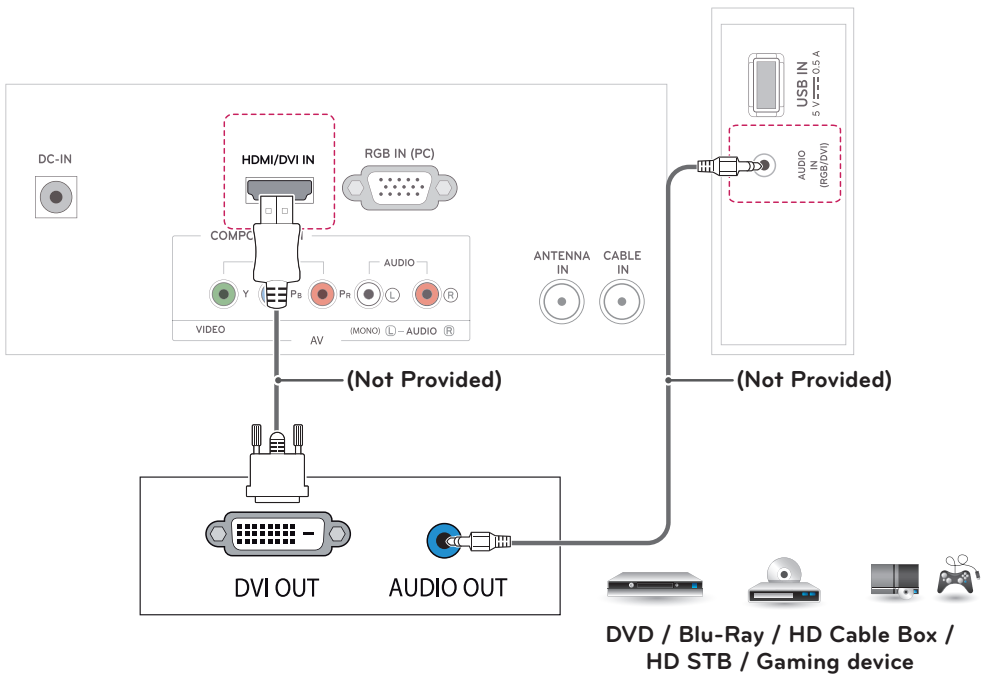 USB IN
5 V 0.5 A
AUDIO
IN
(RGB/DVI)
DC-IN
HDMI/DVI IN
RGB IN (PC)
AUDIO
Y
PB
PR
L
R
VIDEO
(MONO) L – AUDIO R
AV
ANTENNA
IN
CABLE
IN
(Not Provided)
(Not Provided)
DVI OUT
AUDIO OUT
DVD / Blu-Ray / HD Cable Box /
HD STB / Gaming device